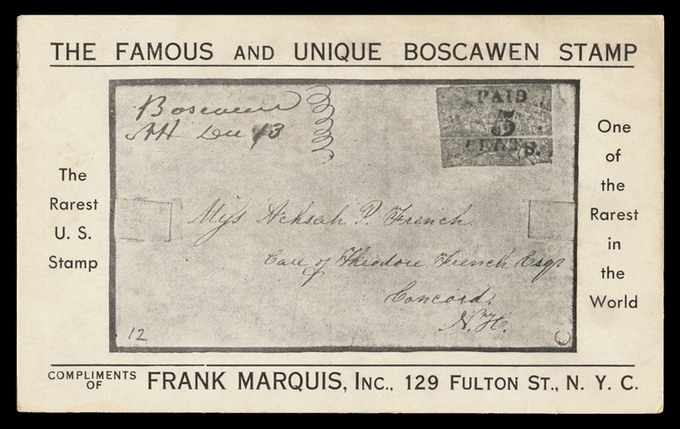 THE FAMOUS AND UNIQUE BOSCAWEN STAMP
The
Rarest
U. S.
Stamp
Boscawen
NH Dec 13
PAID
5
CENTS.
Miss Achsah P. French
Care of Theodore French Esqr
Concord.
N. H.
12
One
of
the
Rarest
in
the
World
COMPLIMENTS OF FRANK MARQUIS, INC., 129 FULTON ST., N. Y. C.